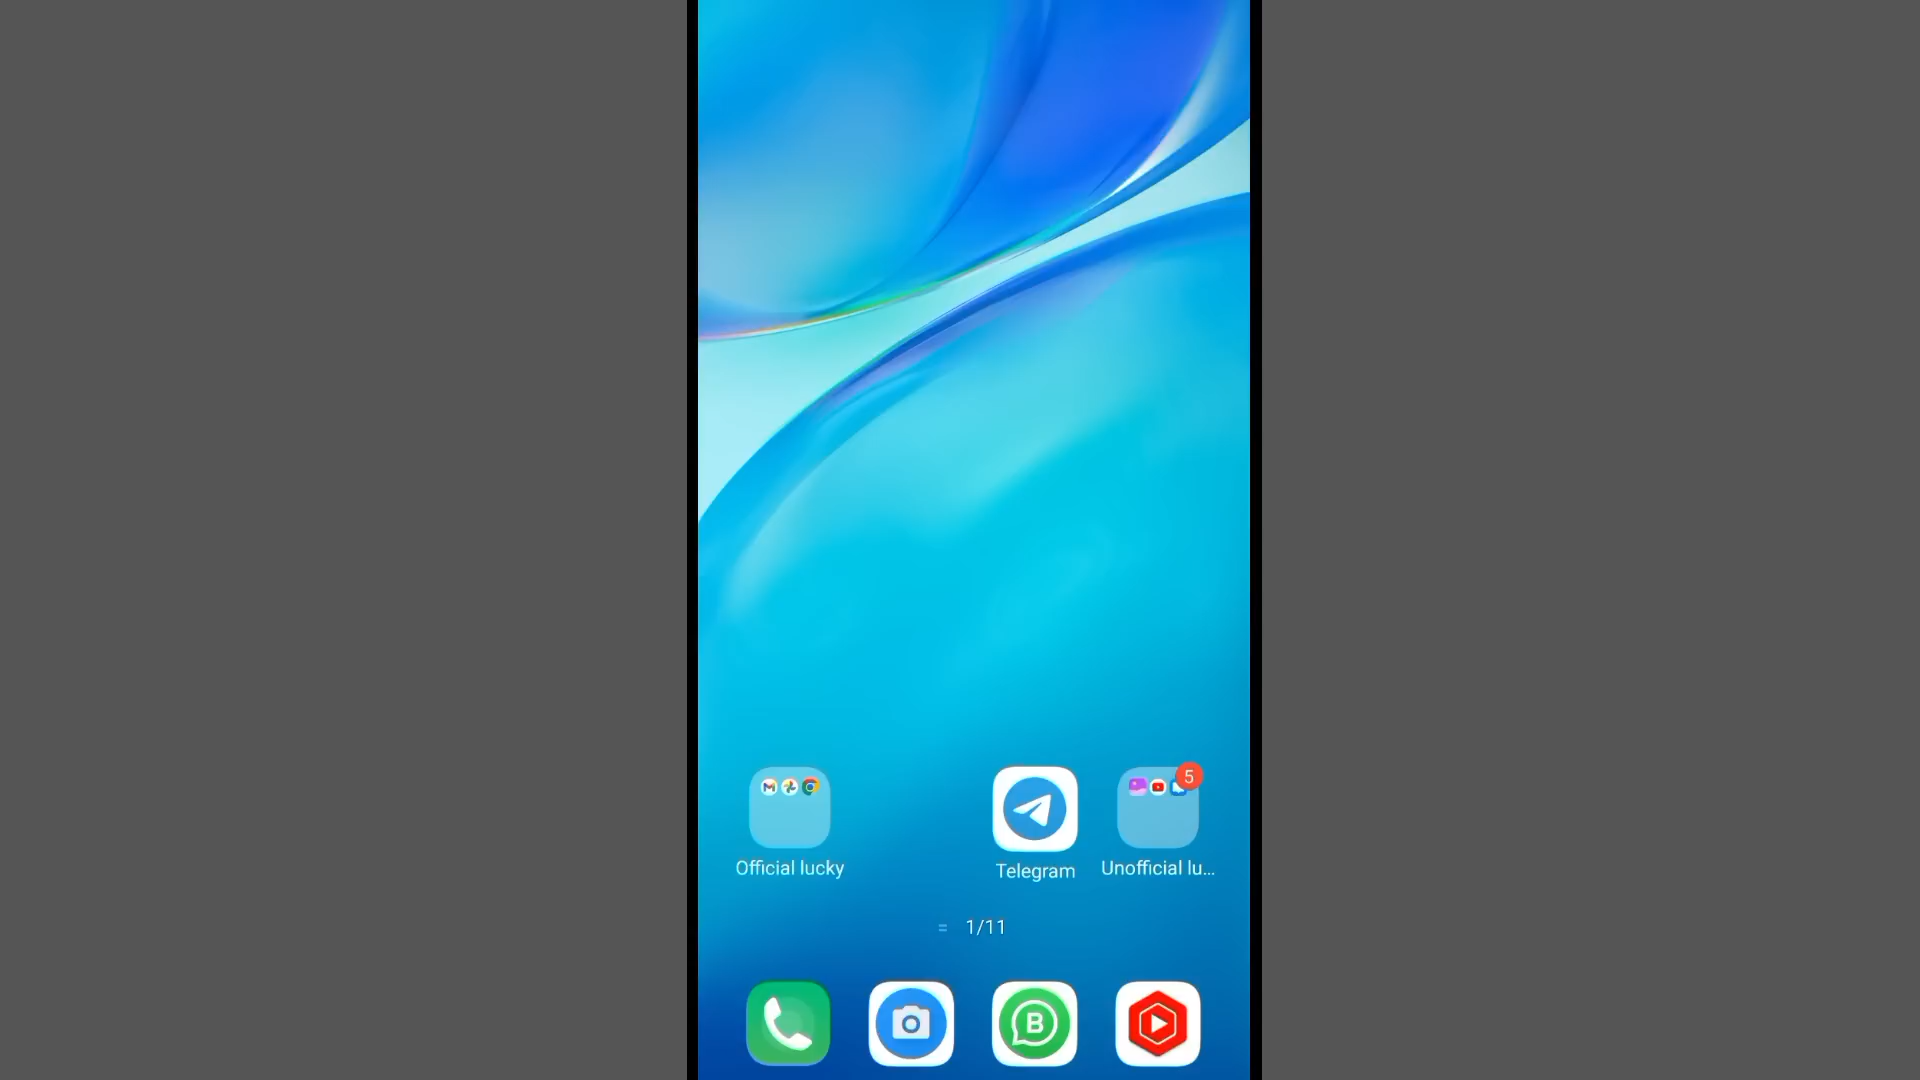 5
Official lucky
Telegram
Unofficial lu...
= 1/11
B